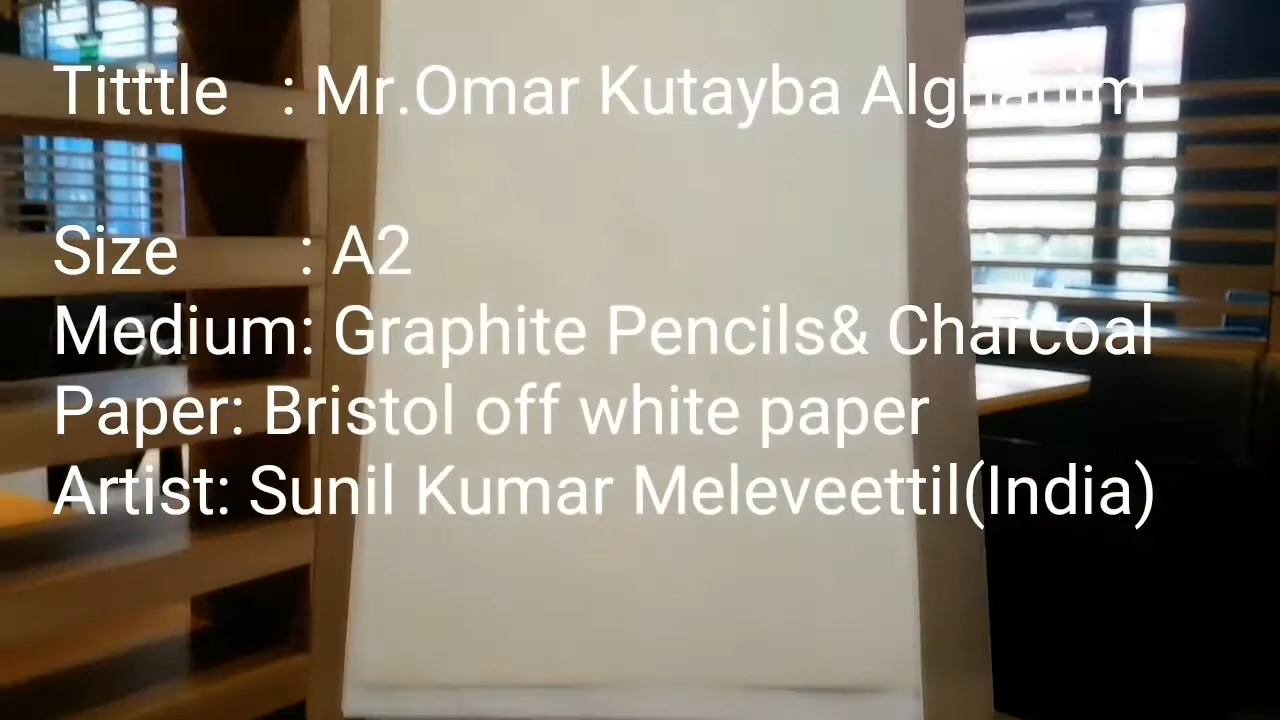 Titttle : Mr.Omar Kutayba Alghanim
Size : A2
Medium: Graphite Pencils& Charcoal
Paper: Bristol off white paper
Artist: Sunil Kumar Meleveettil(India)